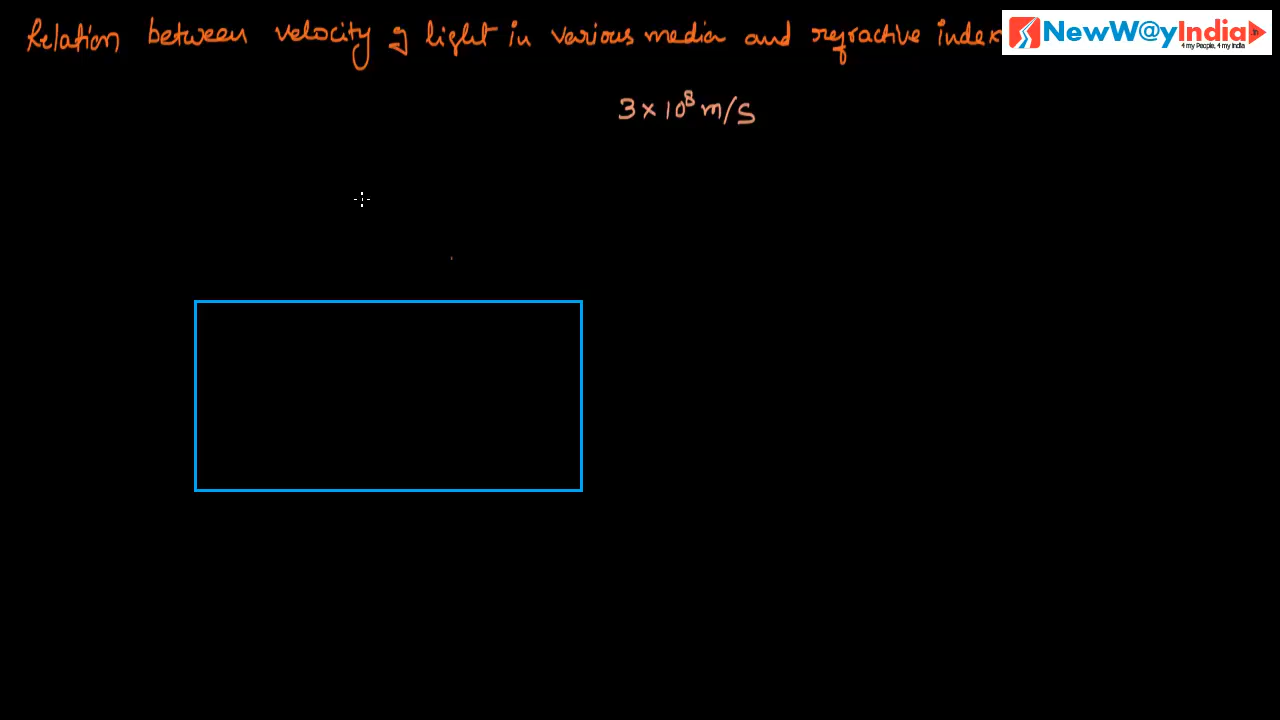 Relation between velocity of light in various media and refractive index
NewW@yIndia.in
4 my People, 4 my India
3 × 10⁸ m/s